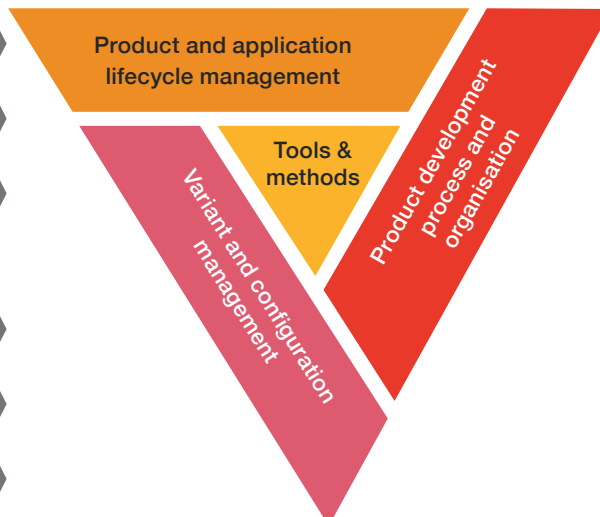 Product and application
lifecycle management
Tools &
methods
Product development
process and
organisation
Variant and configuration
management